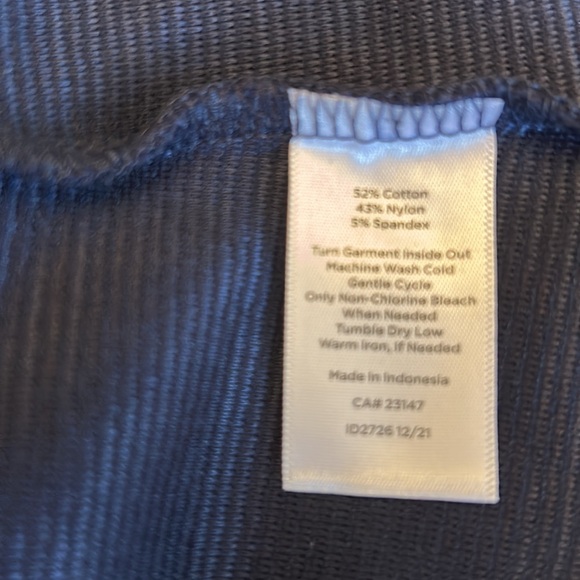 52% Cotton
43% Nylon
5% Spandex
Turn Garment Inside Out
Machine Wash Cold
Gentle Cycle
Only Non-Chlorine Bleach
When Needed
Tumble Dry Low
Warm Iron, If Needed
Made in Indonesia
CA# 23147
ID2726 12/21